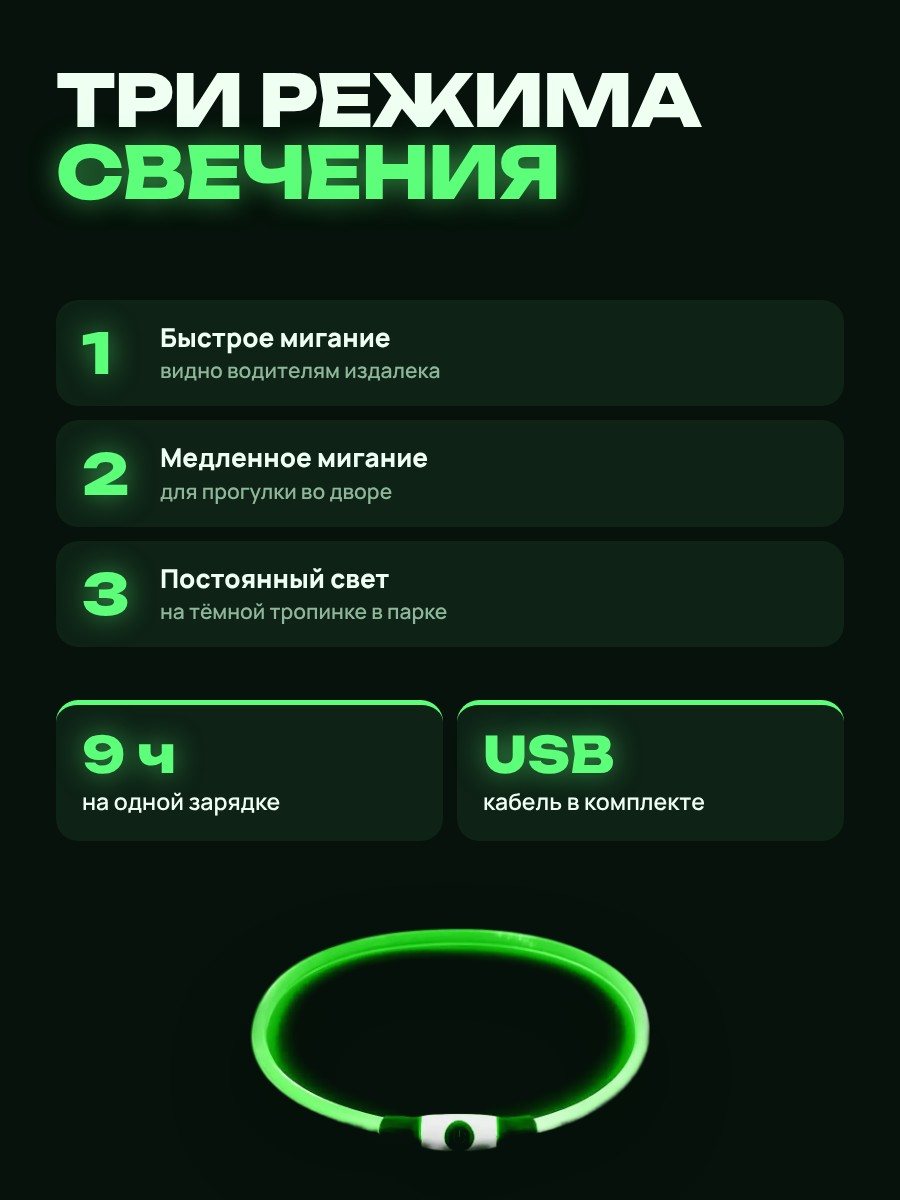 ТРИ РЕЖИМА
СВЕЧЕНИЯ
1
Быстрое мигание
видно водителям издалека
2
Медленное мигание
для прогулки во дворе
3
Постоянный свет
на тёмной тропинке в парке
9 ч
на одной зарядке
USB
кабель в комплекте